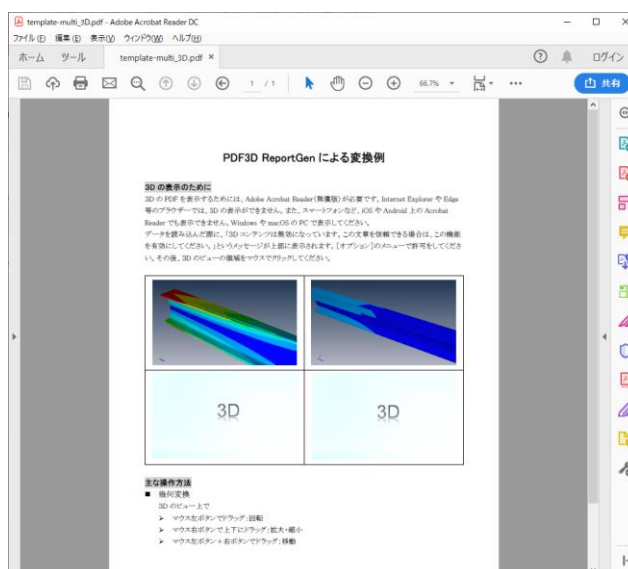 template-multi_3D.pdf - Adobe Acrobat Reader DC
ファイル(F) 編集(E) 表示(V) ウィンドウ(W) ヘルプ(H)
ホーム ツール template-multi_3D.pdf × ログイン
1 / 1 66.7% 共有
PDF3D ReportGen による変換例
3D の表示のために
3D の PDF を表示するためには、Adobe Acrobat Reader(無償版)が必要です。Internet Explorer や Edge
等のブラウザーでは、3D の表示ができません。また、スマートフォンなど、iOS や Android 上の Acrobat
Reader でも表示できません。Windows や macOS の PC で表示してください。
データを読み込んだ際に、「3D コンテンツは無効になっています。この文章を信頼できる場合は、この機能
を有効にしてください。」というメッセージが上部に表示されます。[オプション]のメニューで許可をしてくださ
い。その後、3D のビューの領域をマウスでクリックしてください。
3D 3D
主な操作方法
■ 幾何変換
3D のビュー上で
➢ マウス左ボタンでドラッグ:回転
➢ マウス右ボタンで上下にドラッグ:拡大・縮小
➢ マウス左ボタン+右ボタンでドラッグ:移動